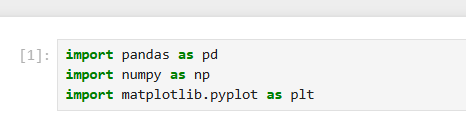 [1]: import pandas as pd
import numpy as np
import matplotlib.pyplot as plt